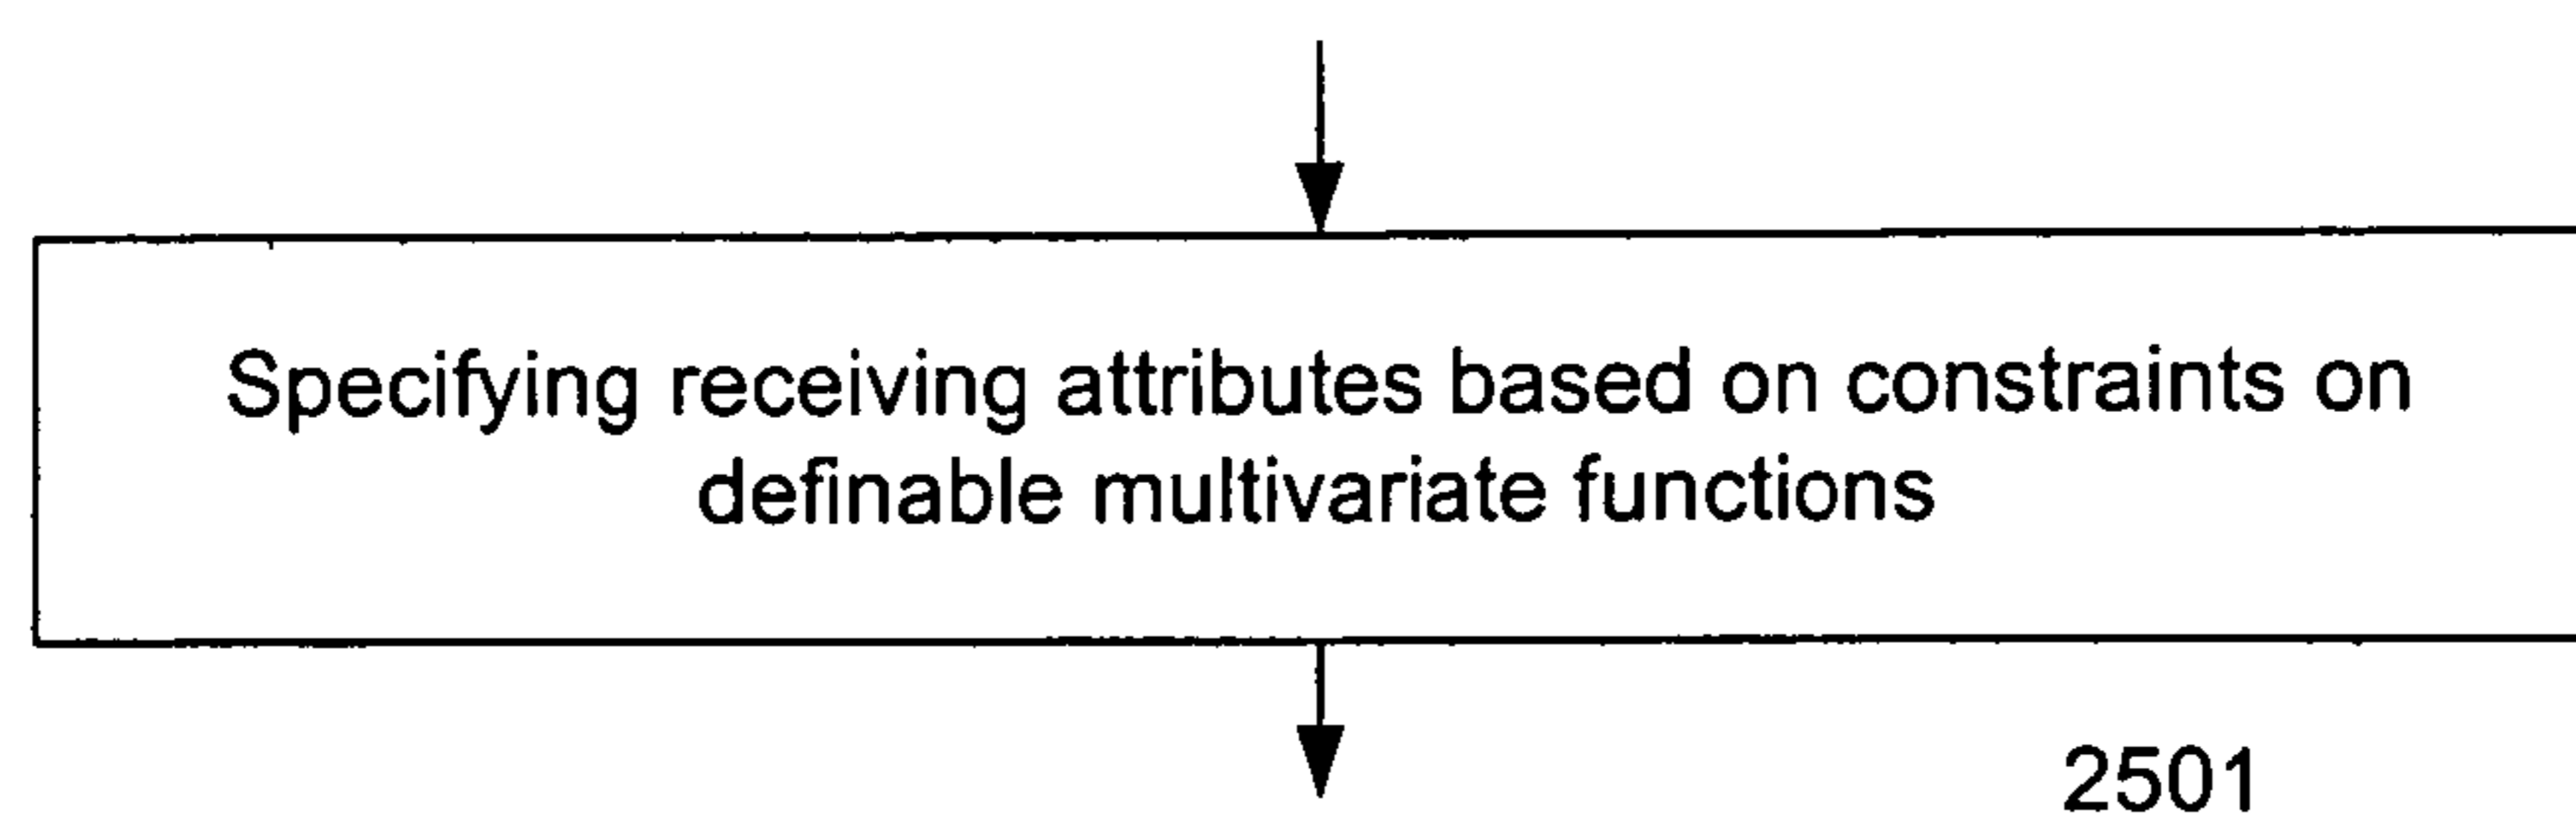 Specifying receiving attributes based on constraints on
definable multivariate functions
2501